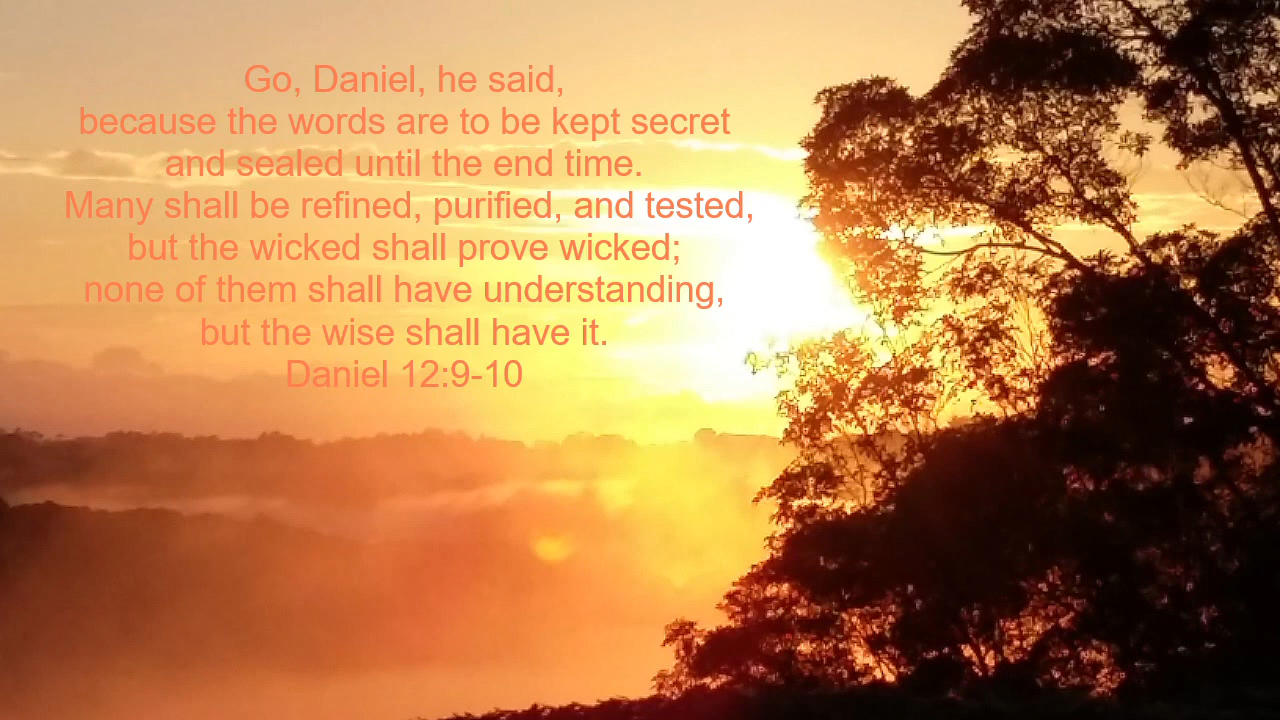 Go, Daniel, he said,
because the words are to be kept secret
and sealed until the end time.
Many shall be refined, purified, and tested,
but the wicked shall prove wicked;
none of them shall have understanding,
but the wise shall have it.
Daniel 12:9-10